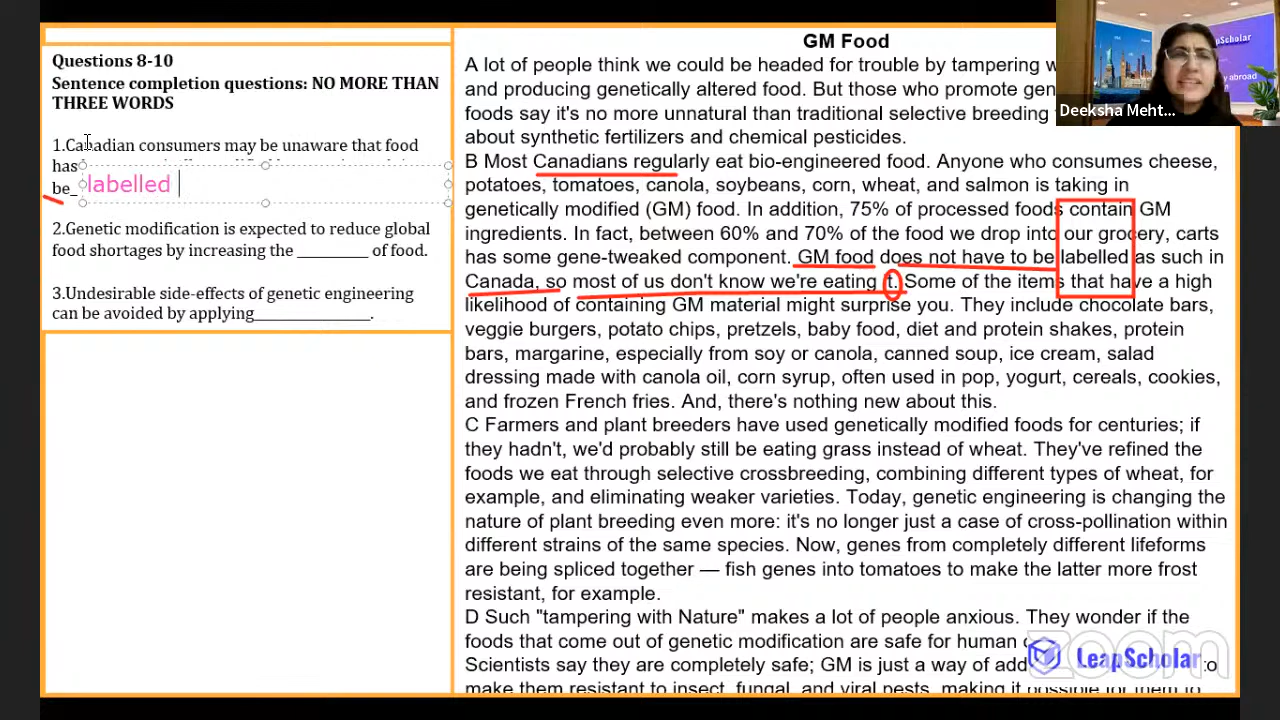 Questions 8-10
Sentence completion questions: NO MORE THAN
THREE WORDS
1.Canadian consumers may be unaware that food
has
be_ labelled
2.Genetic modification is expected to reduce global
food shortages by increasing the ________ of food.
3.Undesirable side-effects of genetic engineering
can be avoided by applying______________.
GM Food
A lot of people think we could be headed for trouble by tampering
and producing genetically altered food. But those who promote
foods say it's no more unnatural than traditional selective breeding
about synthetic fertilizers and chemical pesticides.
B Most Canadians regularly eat bio-engineered food. Anyone who consumes cheese,
potatoes, tomatoes, canola, soybeans, corn, wheat, and salmon is taking in
genetically modified (GM) food. In addition, 75% of processed foods contain GM
ingredients. In fact, between 60% and 70% of the food we drop into our grocery, carts
has some gene-tweaked component. GM food does not have to be labelled as such in
Canada, so most of us don't know we're eating it. Some of the items that have a high
likelihood of containing GM material might surprise you. They include chocolate bars,
veggie burgers, potato chips, pretzels, baby food, diet and protein shakes, protein
bars, margarine, especially from soy or canola, canned soup, ice cream, salad
dressing made with canola oil, corn syrup, often used in pop, yogurt, cereals, cookies,
and frozen French fries. And, there's nothing new about this.
C Farmers and plant breeders have used genetically modified foods for centuries; if
they hadn't, we'd probably still be eating grass instead of wheat. They've refined the
foods we eat through selective crossbreeding, combining different types of wheat, for
example, and eliminating weaker varieties. Today, genetic engineering is changing the
nature of plant breeding even more: it's no longer just a case of cross-pollination within
different strains of the same species. Now, genes from completely different lifeforms
are being spliced together — fish genes into tomatoes to make the latter more frost
resistant, for example.
D Such "tampering with Nature" makes a lot of people anxious. They wonder if the
foods that come out of genetic modification are safe for human
Scientists say they are completely safe; GM is just a way of to
make them resistant to insect, fungal, and viral pests, making it possible for them to
Deeksha Meht...
zoom
LeapScholar